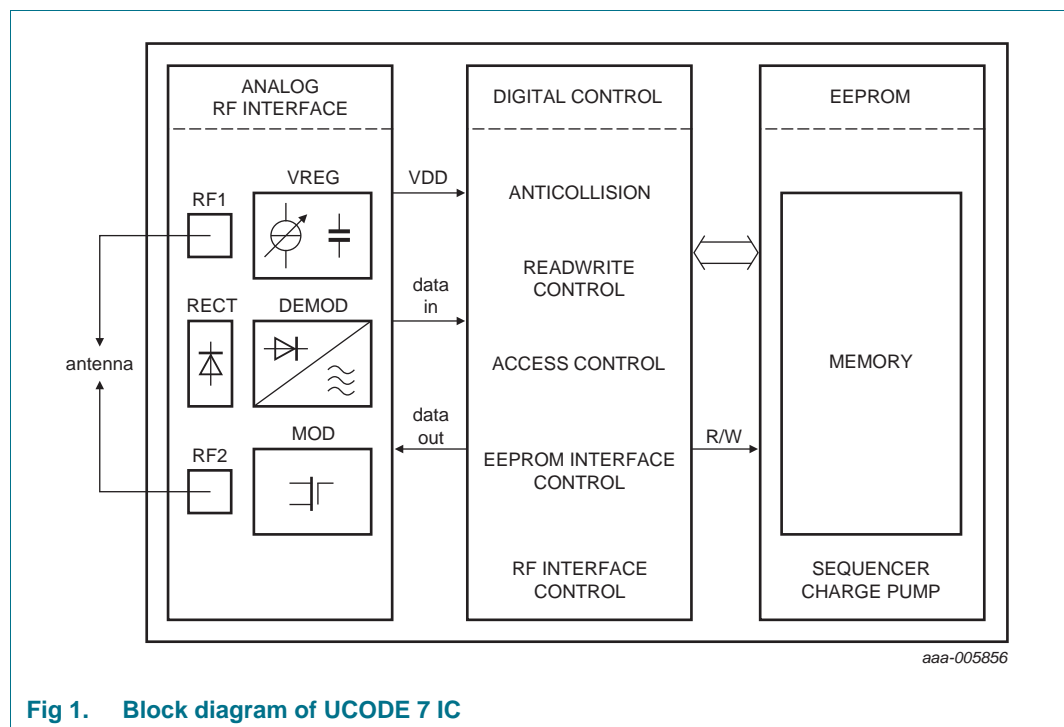 ANALOG
RF INTERFACE
RF1
VREG
RECT
DEMOD
antenna
RF2
MOD
VDD
data
in
data
out
DIGITAL CONTROL
ANTICOLLISION
READWRITE
CONTROL
ACCESS CONTROL
EEPROM INTERFACE
CONTROL
RF INTERFACE
CONTROL
R/W
EEPROM
MEMORY
SEQUENCER
CHARGE PUMP
aaa-005856
Fig 1. Block diagram of UCODE 7 IC